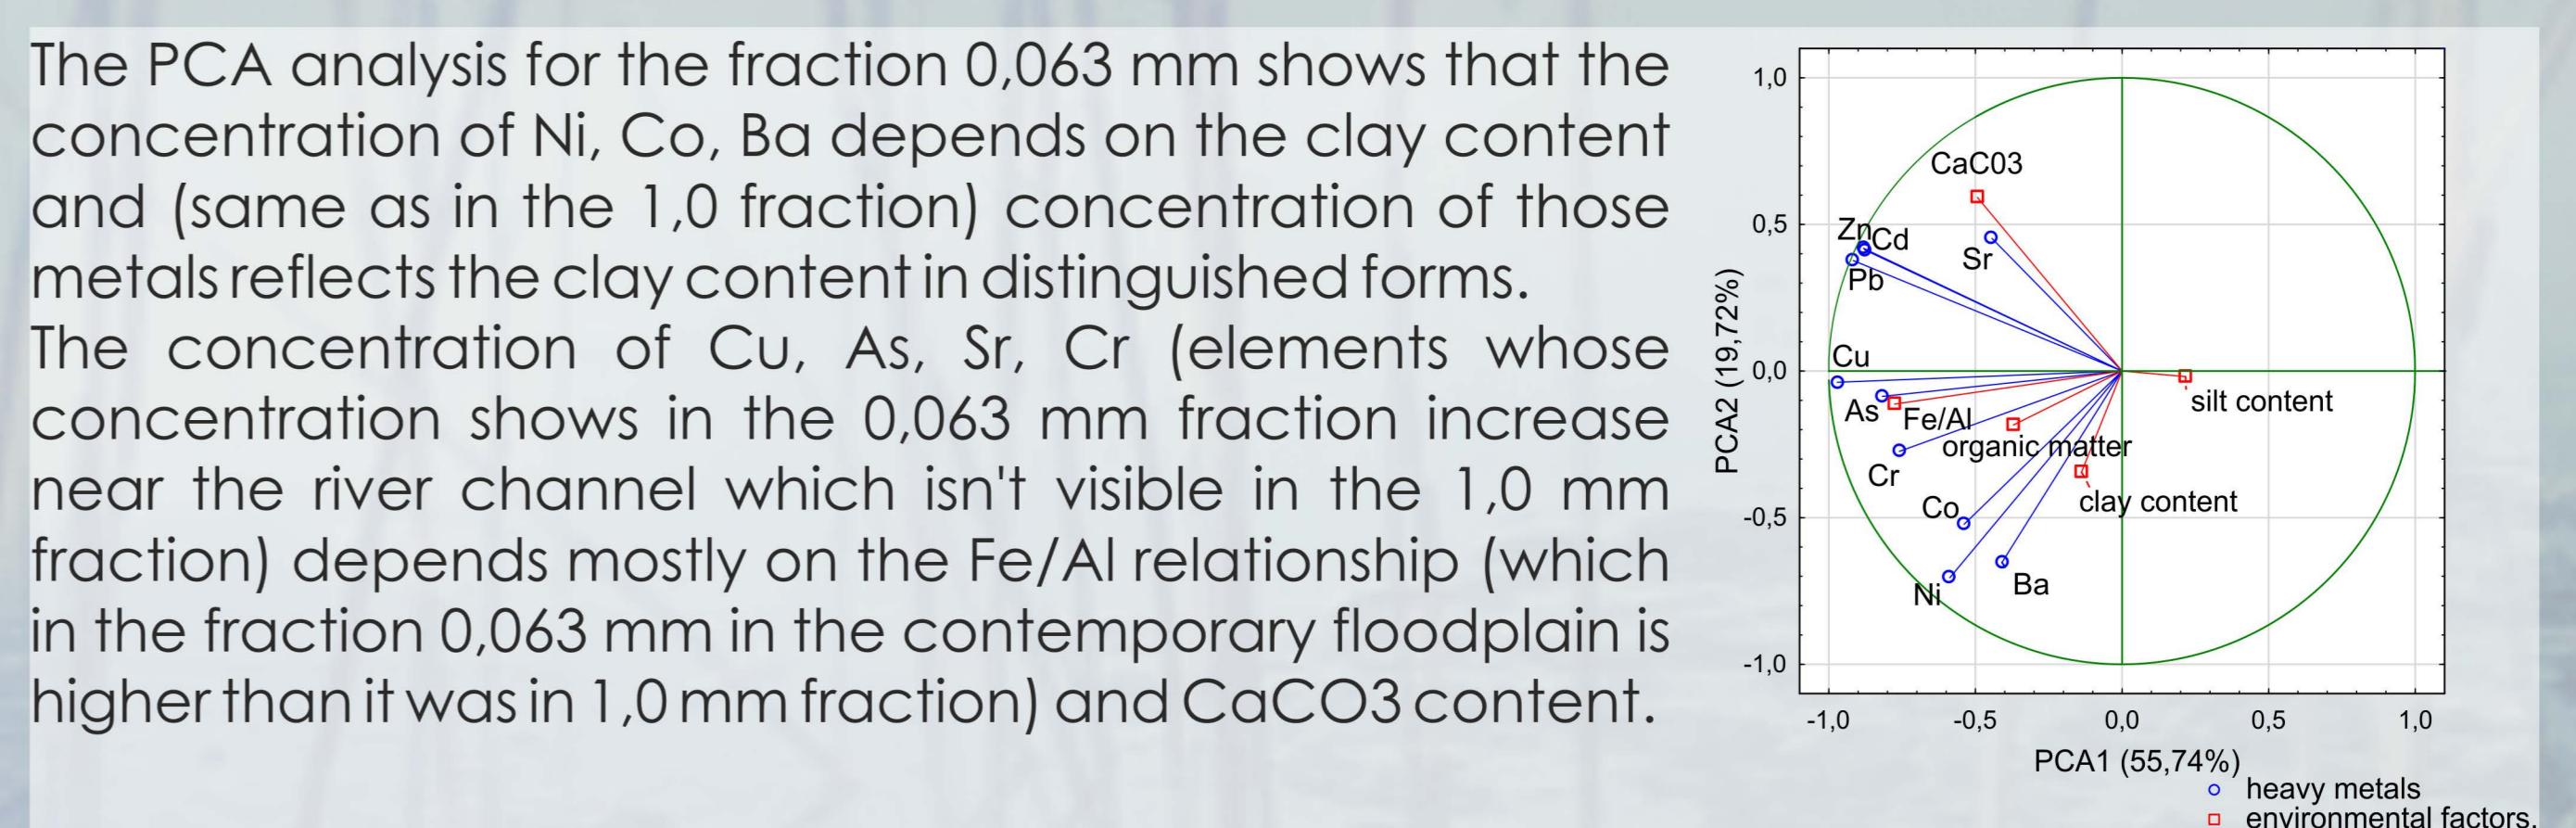 The PCA analysis for the fraction 0,063 mm shows that the
concentration of Ni, Co, Ba depends on the clay content
and (same as in the 1,0 fraction) concentration of those
metals reflects the clay content in distinguished forms.
The concentration of Cu, As, Sr, Cr (elements whose
concentration shows in the 0,063 mm fraction increase
near the river channel which isn't visible in the 1,0 mm
fraction) depends mostly on the Fe/Al relationship (which
in the fraction 0,063 mm in the contemporary floodplain is
higher than it was in 1,0 mm fraction) and CaCO3 content.
PCA2 (19,72%)
1,0
0,5
0,0
-0,5
-1,0
CaC03
Zn
Cd
Sr
Pb
Cu
silt content
As
Fe/Al
organic matter
Cr
clay content
Co
Ba
Ni
-1,0
-0,5
0,0
0,5
1,0
PCA1 (55,74%)
heavy metals
environmental factors.